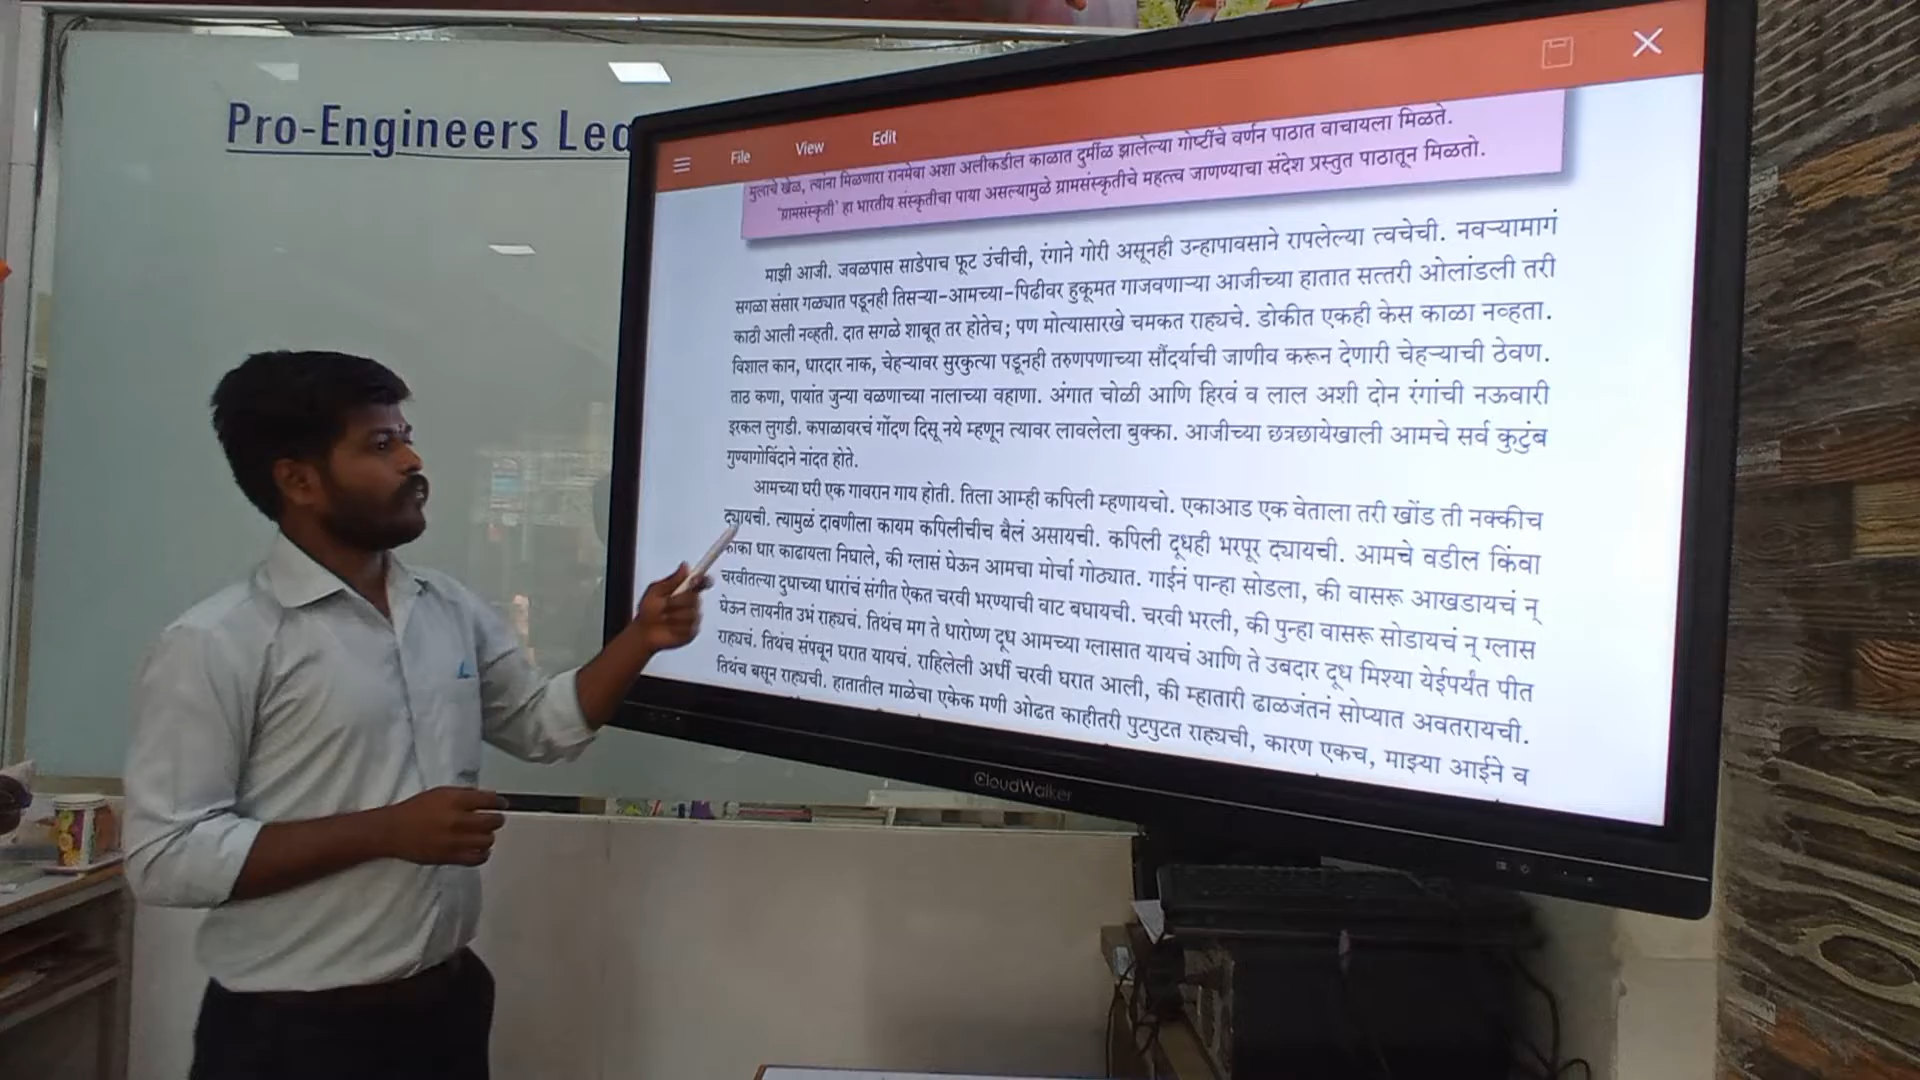 Pro-Engineers Lea
File View Edit
मुलांचे खेळ, त्यांना मिळणारा रानमेवा अशा अलीकडील काळात दुर्मीळ झालेल्या गोष्टींचे वर्णन पाठात वाचायला मिळते.
'ग्रामसंस्कृती' हा भारतीय संस्कृतीचा पाया असल्यामुळे ग्रामसंस्कृतीचे महत्त्व जाणण्याचा संदेश प्रस्तुत पाठातून मिळतो.
माझी आजी. जवळपास साडेपाच फूट उंचीची, रंगाने गोरी असूनही उन्हापावसाने रापलेल्या त्वचेची. नवऱ्यामागं
सगळा संसार गळ्यात पडूनही तिसऱ्या-आमच्या-पिढीवर हुकूमत गाजवणाऱ्या आजीच्या हातात सत्तरी ओलांडली तरी
काठी आली नव्हती. दात सगळे शाबूत तर होतेच; पण मोत्यासारखे चमकत राह्यचे. डोकीत एकही केस काळा नव्हता.
विशाल कान, धारदार नाक, चेहऱ्यावर सुरकुत्या पडूनही तरुणपणाच्या सौंदर्याची जाणीव करून देणारी चेहऱ्याची ठेवण.
ताठ कणा, पायांत जुन्या वळणाच्या नालाच्या वहाणा. अंगात चोळी आणि हिरवं व लाल अशी दोन रंगांची नऊवारी
इरकल लुगडी. कपाळावरचं गोंदण दिसू नये म्हणून त्यावर लावलेला बुक्का. आजीच्या छत्रछायेखाली आमचे सर्व कुटुंब
गुण्यागोविंदाने नांदत होते.
आमच्या घरी एक गावरान गाय होती. तिला आम्ही कपिली म्हणायचो. एकाआड एक वेताला तरी खोंड ती नक्कीच
द्यायची. त्यामुळं दावणीला कायम कपिलीचीच बैलं असायची. कपिली दूधही भरपूर द्यायची. आमचे वडील किंवा
काका धार काढायला निघाले, की ग्लासं घेऊन आमचा मोर्चा गोठ्यात. गाईनं पान्हा सोडला, की वासरू आखडायचं न्
चरवीतल्या दुधाच्या धारांचं संगीत ऐकत चरवी भरण्याची वाट बघायची. चरवी भरली, की पुन्हा वासरू सोडायचं न् ग्लास
घेऊन लायनीत उभं राह्यचं. तिथंच मग ते धारोष्ण दूध आमच्या ग्लासात यायचं आणि ते उबदार दूध मिश्या येईपर्यंत पीत
राह्यचं. तिथंच संपवून घरात यायचं. राहिलेली अर्धी चरवी घरात आली, की म्हातारी ढाळजंतनं सोप्यात अवतरायची.
तिथंच बसून राह्यची. हातातील माळेचा एकेक मणी ओढत काहीतरी पुटपुटत राह्यची, कारण एकच, माझ्या आईने व
CloudWalker